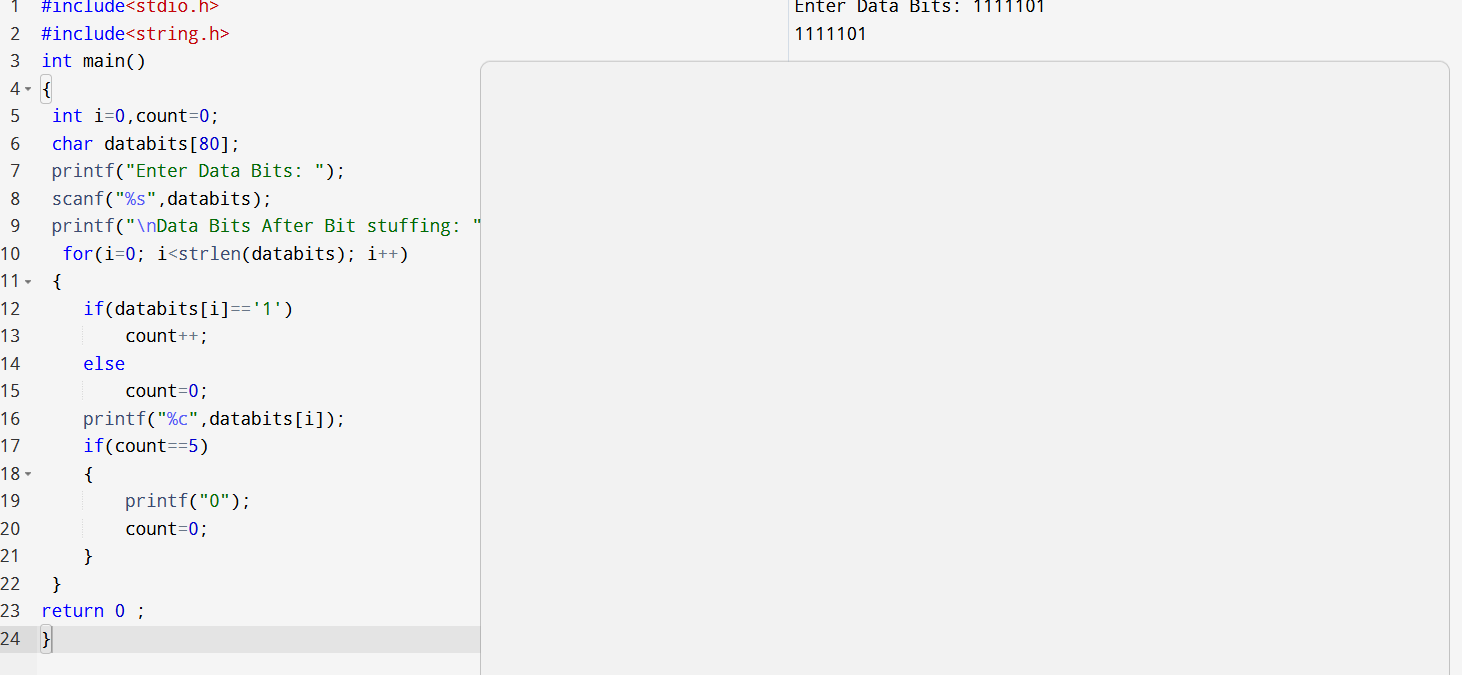 1 #include<stdio.h>
2 #include<string.h>
3 int main()
4 {
5 int i=0,count=0;
6 char databits[80];
7 printf("Enter Data Bits: ");
8 scanf("%s",databits);
9 printf("\nData Bits After Bit stuffing: "
10 for(i=0; i<strlen(databits); i++)
11 {
12 if(databits[i]=='1')
13 count++;
14 else
15 count=0;
16 printf("%c",databits[i]);
17 if(count==5)
18 {
19 printf("0");
20 count=0;
21 }
22 }
23 return 0 ;
24 }
Enter Data Bits: 1111101
1111101